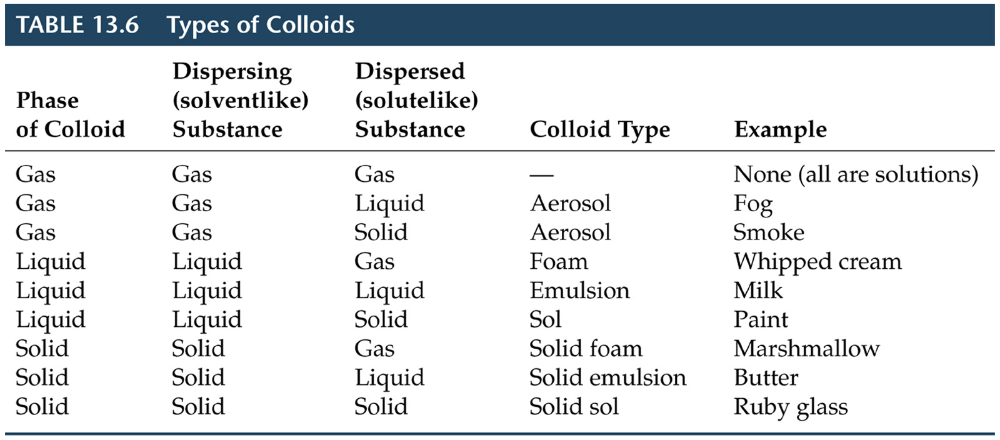 TABLE 13.6 Types of Colloids
Phase of Colloid Dispersing (solventlike) Substance Dispersed (solutelike) Substance Colloid Type Example
Gas Gas Gas — None (all are solutions)
Gas Gas Liquid Aerosol Fog
Gas Gas Solid Aerosol Smoke
Liquid Liquid Gas Foam Whipped cream
Liquid Liquid Liquid Emulsion Milk
Liquid Liquid Solid Sol Paint
Solid Solid Gas Solid foam Marshmallow
Solid Solid Liquid Solid emulsion Butter
Solid Solid Solid Solid sol Ruby glass